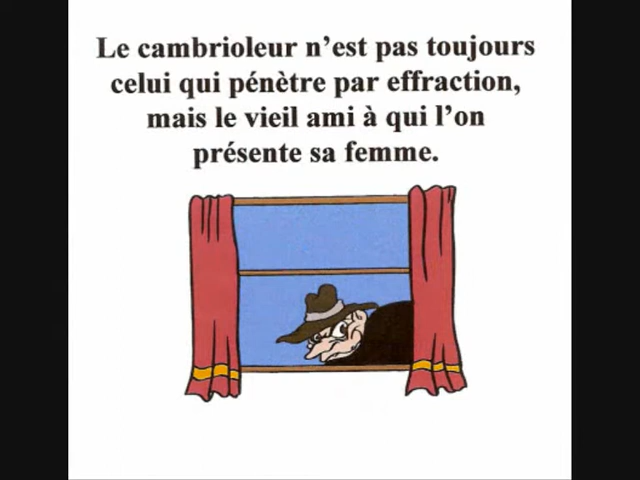 Le cambrioleur n’est pas toujours
celui qui pénètre par effraction,
mais le vieil ami à qui l’on
présente sa femme.